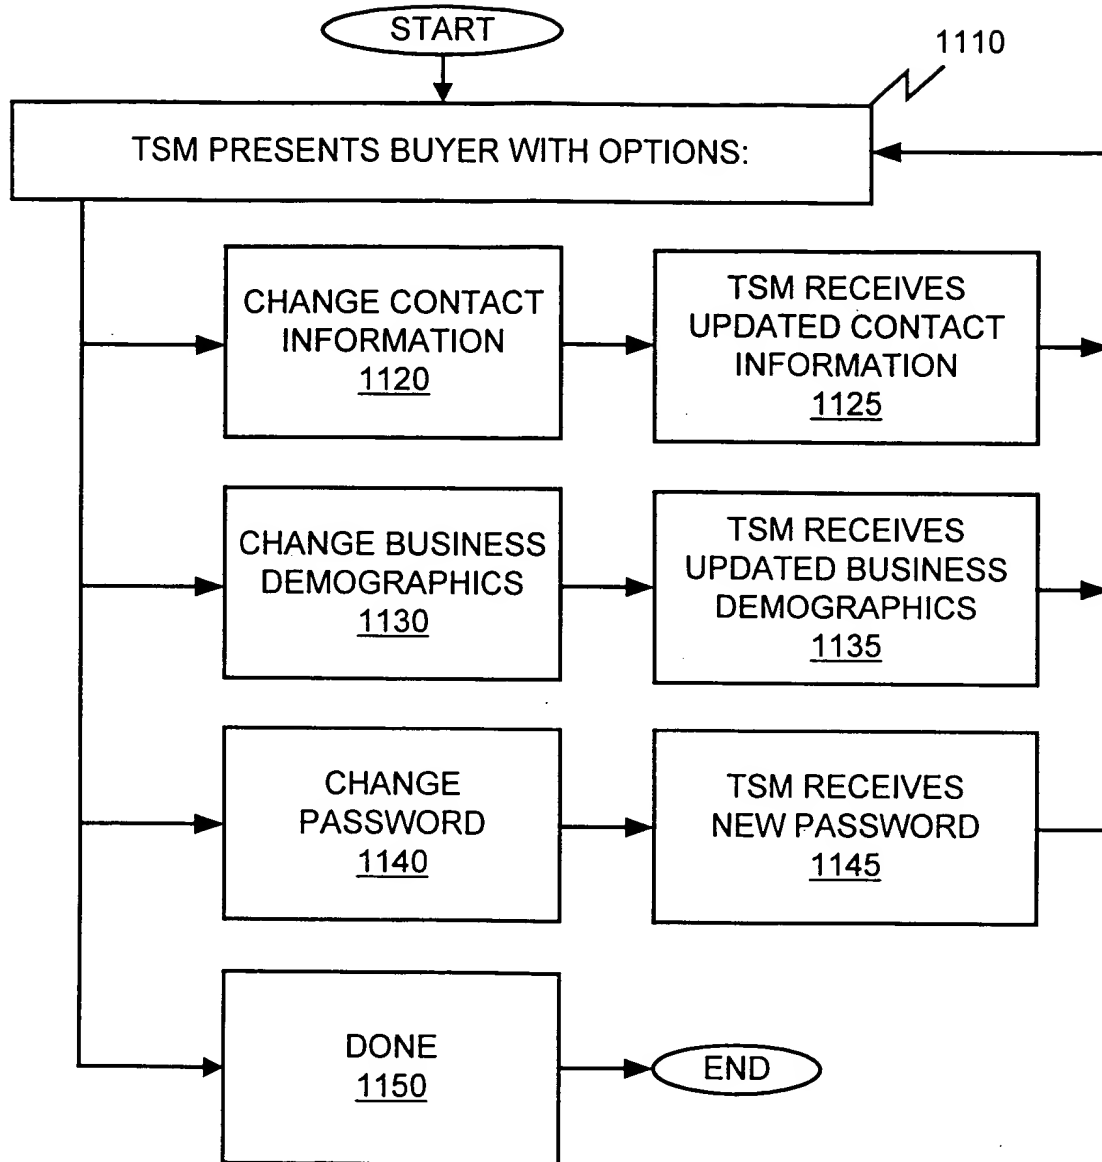 START
1110
TSM PRESENTS BUYER WITH OPTIONS:
CHANGE CONTACT
INFORMATION
1120
TSM RECEIVES
UPDATED CONTACT
INFORMATION
1125
CHANGE BUSINESS
DEMOGRAPHICS
1130
TSM RECEIVES
UPDATED BUSINESS
DEMOGRAPHICS
1135
CHANGE
PASSWORD
1140
TSM RECEIVES
NEW PASSWORD
1145
DONE
1150
END